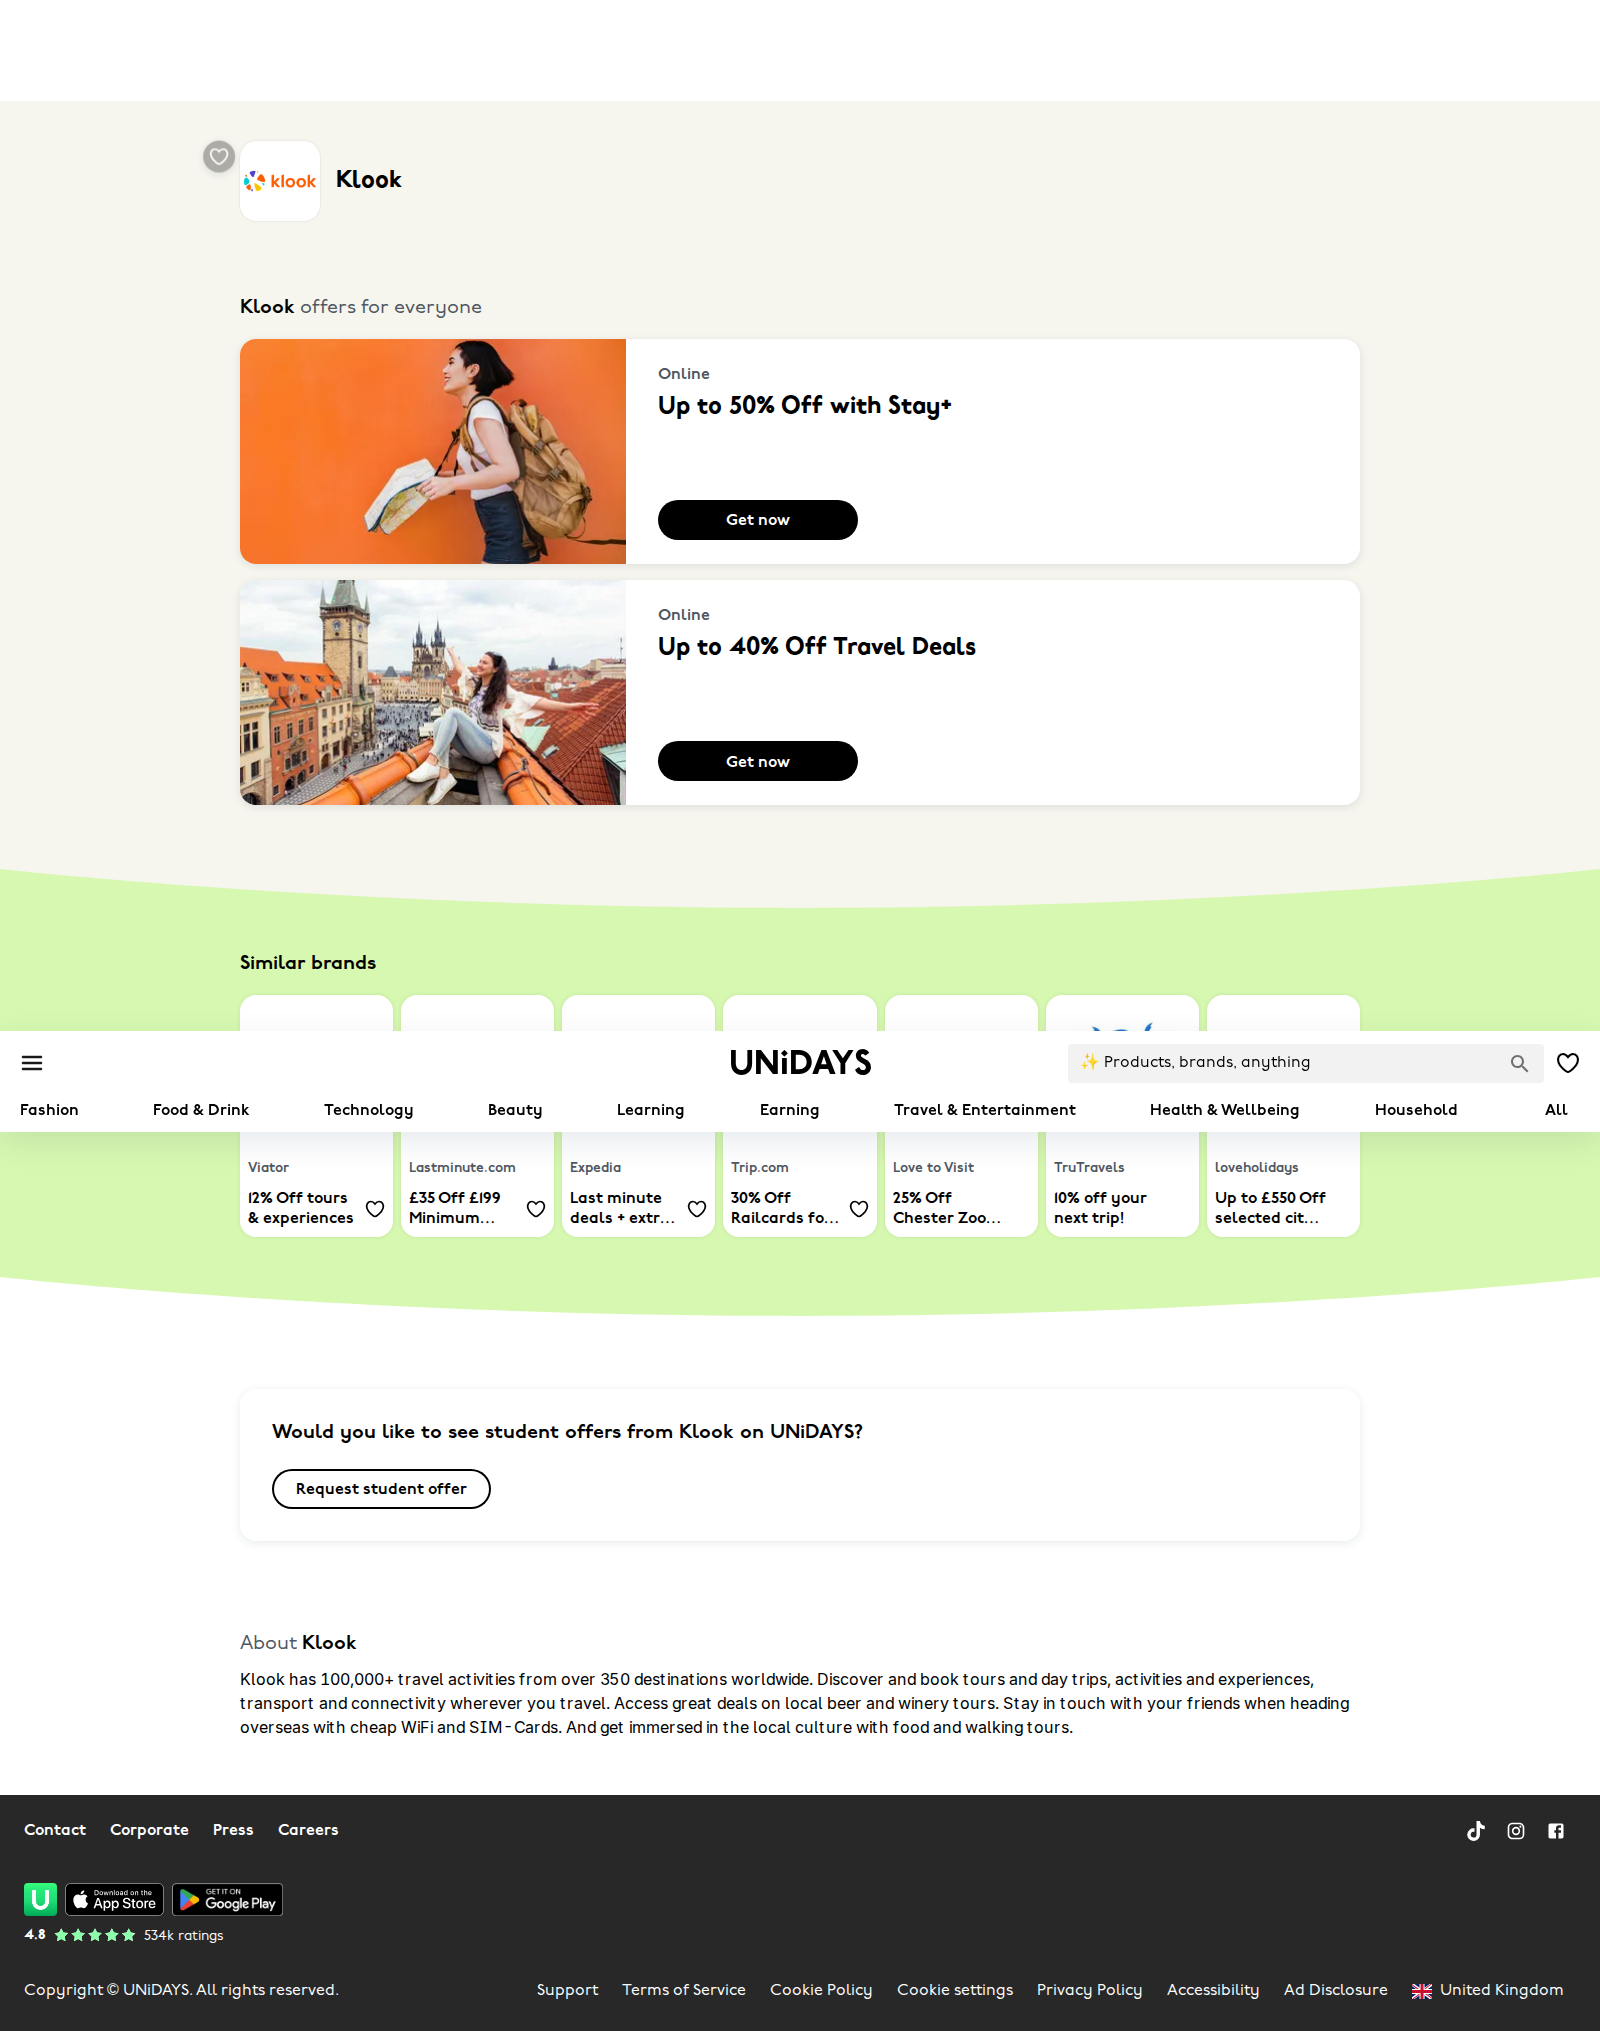 klook
Klook
Klook offers for everyone
Online
Up to 50% Off with Stay+
Get now
Online
Up to 40% Off Travel Deals
Get now
Similar brands
UNiDAYS
✨ Products, brands, anything
Fashion
Food & Drink
Technology
Beauty
Learning
Earning
Travel & Entertainment
Health & Wellbeing
Household
All
Viator
12% Off tours
& experiences
Lastminute.com
£35 Off £199
Minimum...
Expedia
Last minute
deals + extr...
Trip.com
30% Off
Railcards fo...
Love to Visit
25% Off
Chester Zoo...
TruTravels
10% off your
next trip!
loveholidays
Up to £550 Off
selected cit...
Would you like to see student offers from Klook on UNiDAYS?
Request student offer
About Klook
Klook has 100,000+ travel activities from over 350 destinations worldwide. Discover and book tours and day trips, activities and experiences,
transport and connectivity wherever you travel. Access great deals on local beer and winery tours. Stay in touch with your friends when heading
overseas with cheap WiFi and SIM-Cards. And get immersed in the local culture with food and walking tours.
Contact
Corporate
Press
Careers
U
Download on the
App Store
GET IT ON
Google Play
4.8
534k ratings
Copyright © UNiDAYS. All rights reserved.
Support
Terms of Service
Cookie Policy
Cookie settings
Privacy Policy
Accessibility
Ad Disclosure
United Kingdom